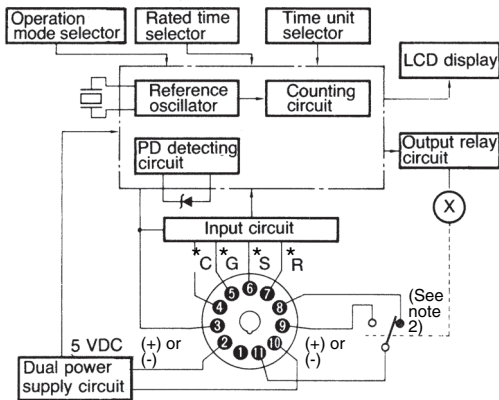 Operation
mode selector
Rated time
selector
Time unit
selector
LCD display
Reference
oscillator
Counting
circuit
PD detecting
circuit
Output relay
circuit
X
Input circuit
* C * G * S * R
4 5 6 7 8
3 9
2 1 11 10
(See
note
2)
5 VDC
(+) or
(-)
(+) or
(-)
Dual power
supply circuit